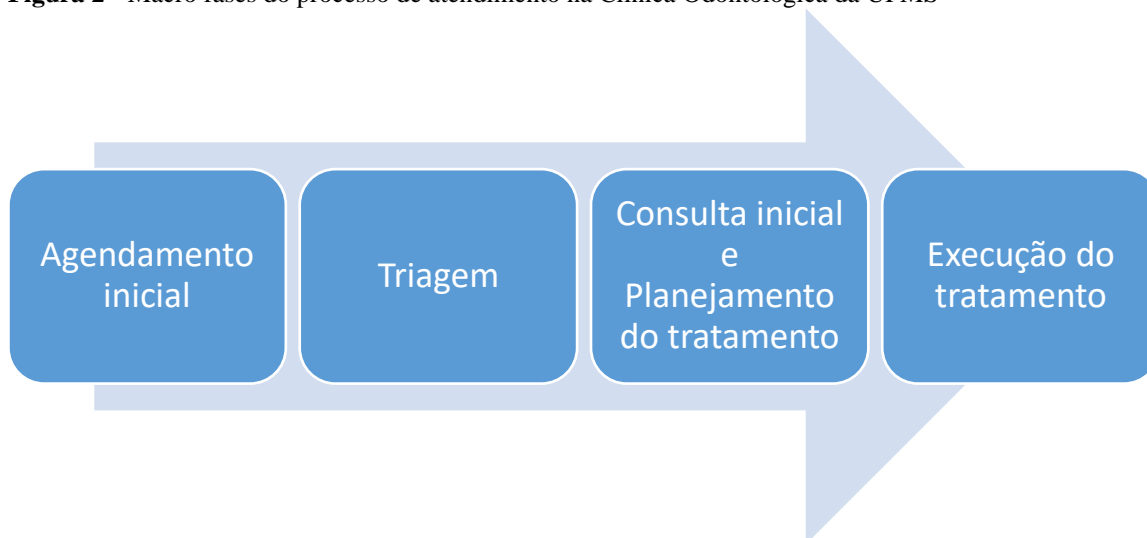 Figura 2 - Macro fases do processo de atendimento na Clínica Odontológica da UFMS
Agendamento
inicial
Triagem
Consulta inicial
e
Planejamento
do tratamento
Execução do
tratamento